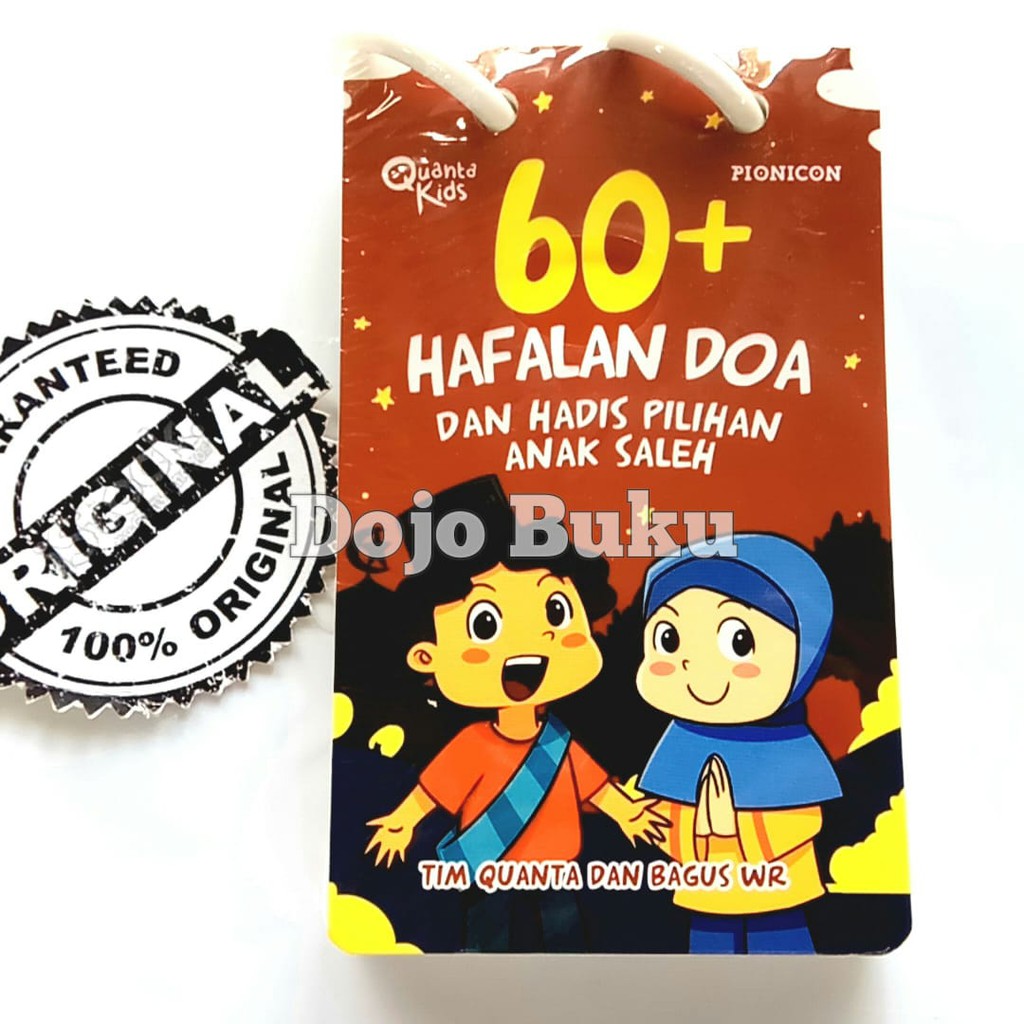 Quanta
Kids
PIONICON
60+
HAFALAN DOA
DAN HADIS PILIHAN
ANAK SALEH
Dojo Buku
TIM QUANTA DAN BAGUS WR
ORIGINAL
100% ORIGINAL